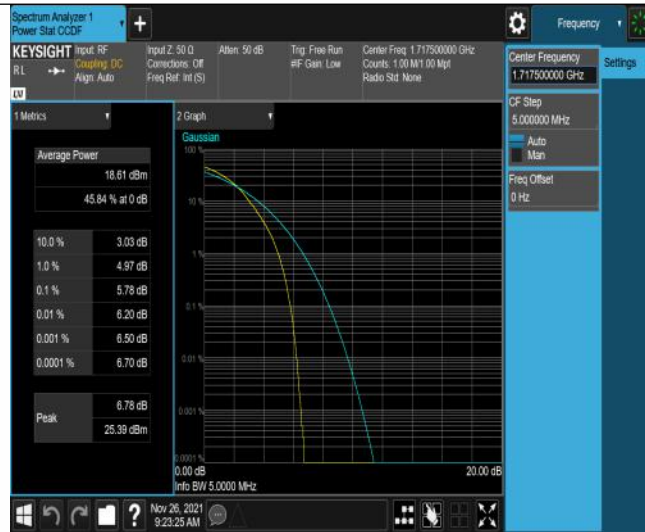 Spectrum Analyzer 1
Power Stat CCDF
Frequency
KEYSIGHT
RL
LV
Input: RF
Coupling: DC
Align: Auto
Input Z: 50 Ω
Corrections: Off
Freq Ref: Int (S)
Atten: 50 dB
Trig: Free Run
#IF Gain: Low
Center Freq: 1.717500000 GHz
Counts: 1.00 M/1.00 Mpt
Radio Std: None
Center Frequency
1.717500000 GHz
Settings
CF Step
5.000000 MHz
Auto
Man
Freq Offset
0 Hz
1 Metrics
Average Power
18.61 dBm
45.84 % at 0 dB
10.0 % 3.03 dB
1.0 % 4.97 dB
0.1 % 5.78 dB
0.01 % 6.20 dB
0.001 % 6.50 dB
0.0001 % 6.70 dB
Peak
6.78 dB
25.39 dBm
2 Graph
Gaussian
100 %
10 %
1 %
0.1 %
0.01 %
0.001 %
0.0001 %
0.00 dB 20.00 dB
Info BW 5.0000 MHz
?
Nov 26, 2021
9:23:25 AM